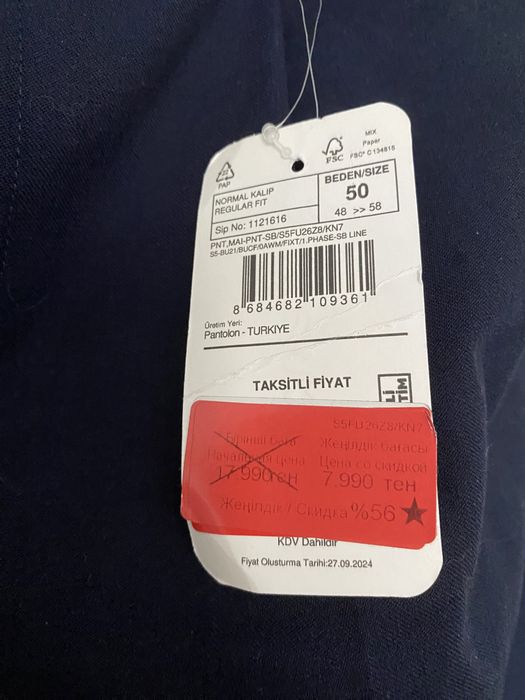 22
PAP
FSC
MIX
Paper
FSC® C134815
NORMAL KALIP
REGULAR FIT
Sip No: 1121616
BEDEN/SIZE
50
48 >> 58
PNT,MAI-PNT-SB/S5FU26Z8/KN7
S5-BU21/BUCF/0AWM/FIXT/1.PHASE-SB LINE
8 684682 109361
Üretim Yeri:
Pantolon - TURKIYE
TAKSİTLİ FİYAT
S5FU26Z8/KN7
Бірінші баға
Начальная цена
17.990тен
Жеңілдік бағасы
Цена со скидкой
7.990 тен
Жеңілдік / Скидка %56
KDV Dahildir
Fiyat Olusturma Tarihi:27.09.2024